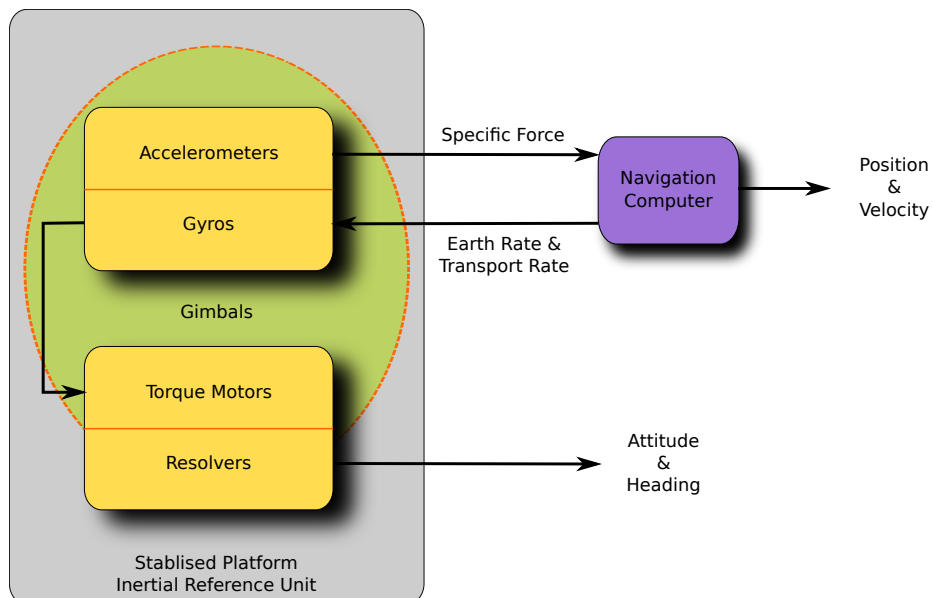 Accelerometers
Gyros
Gimbals
Torque Motors
Resolvers
Stablised Platform
Inertial Reference Unit
Specific Force
Earth Rate &
Transport Rate
Navigation
Computer
Position
&
Velocity
Attitude
&
Heading